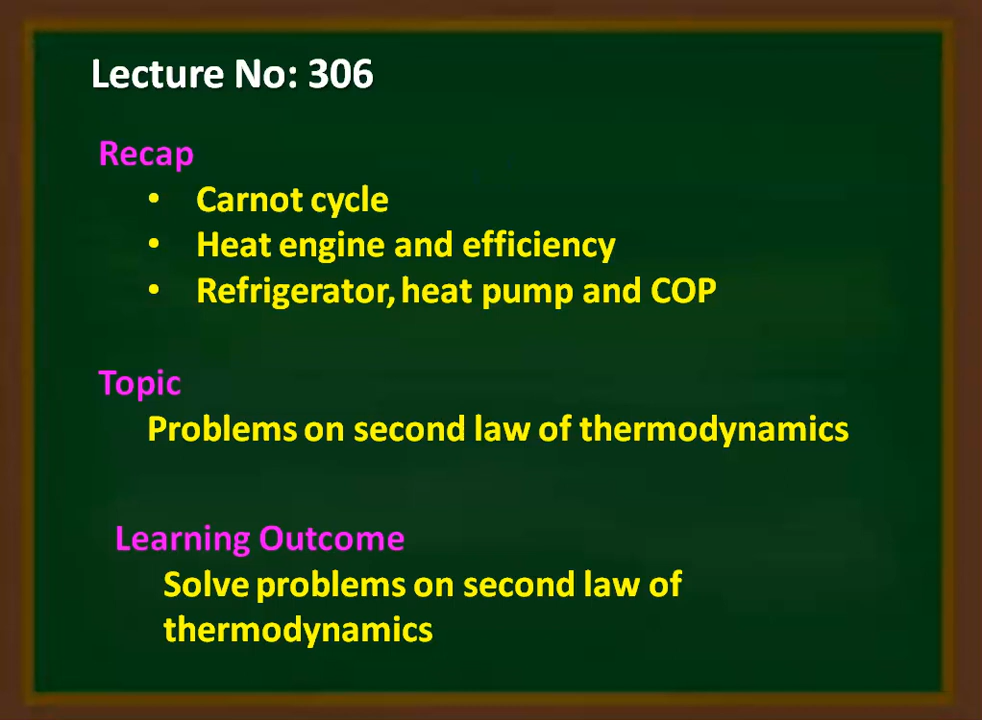 Lecture No: 306
Recap
• Carnot cycle
• Heat engine and efficiency
• Refrigerator, heat pump and COP
Topic
Problems on second law of thermodynamics
Learning Outcome
Solve problems on second law of
thermodynamics